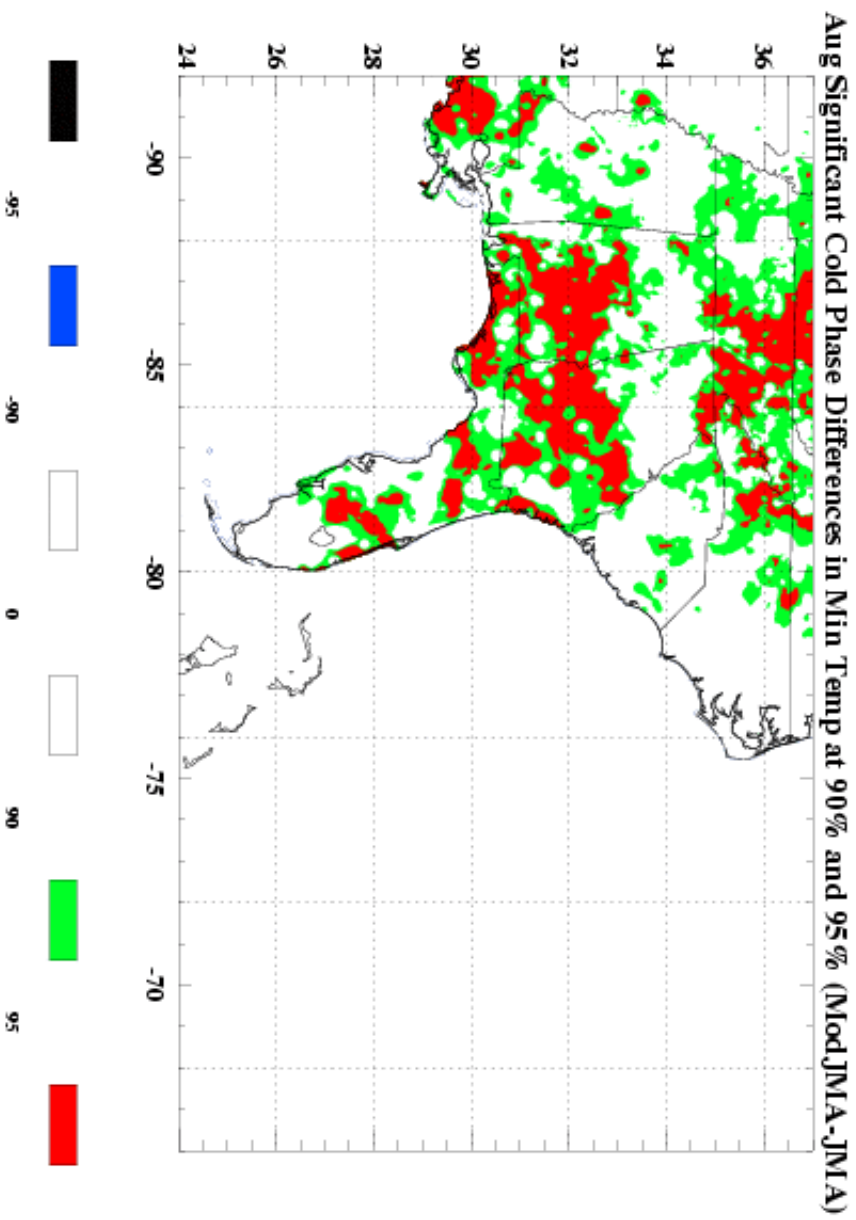 Aug Significant Cold Phase Differences in Min Temp at 90% and 95% (ModJMA-JMA)
36
34
32
30
28
26
24
-90 -85 -80 -75 -70
-95 -90 0 90 95